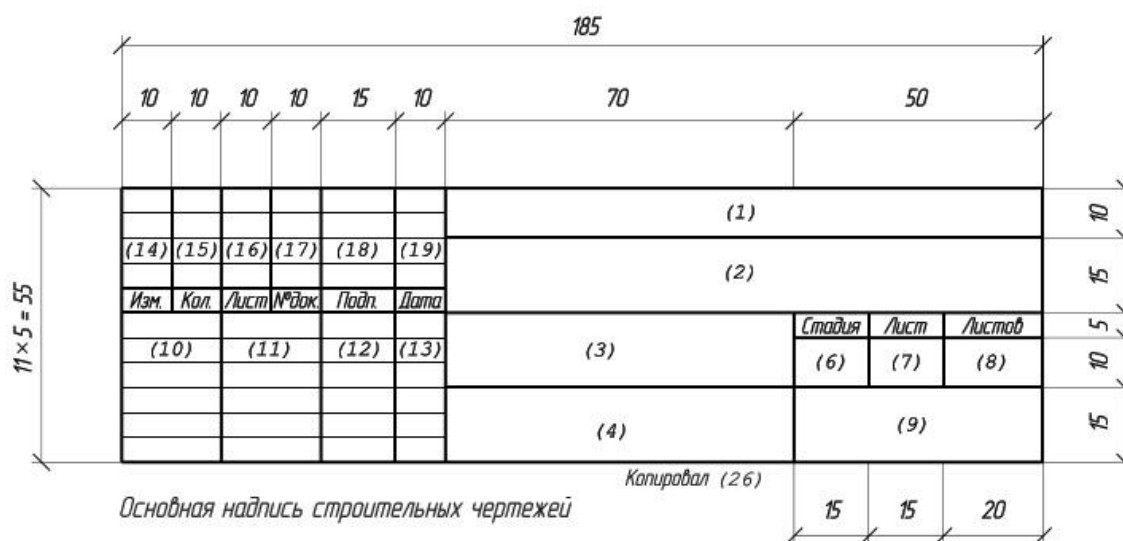 185
10 10 10 10 15 10 70 50
(1) 10
(14) (15) (16) (17) (18) (19) (2) 15
Изм. Кол. Лист №док. Подп. Дата
11×5=55
Стадия Лист Листов 5
(10) (11) (12) (13) (3) (6) (7) (8) 10
(4) (9) 15
Копировал (26)
Основная надпись строительных чертежей
15 15 20